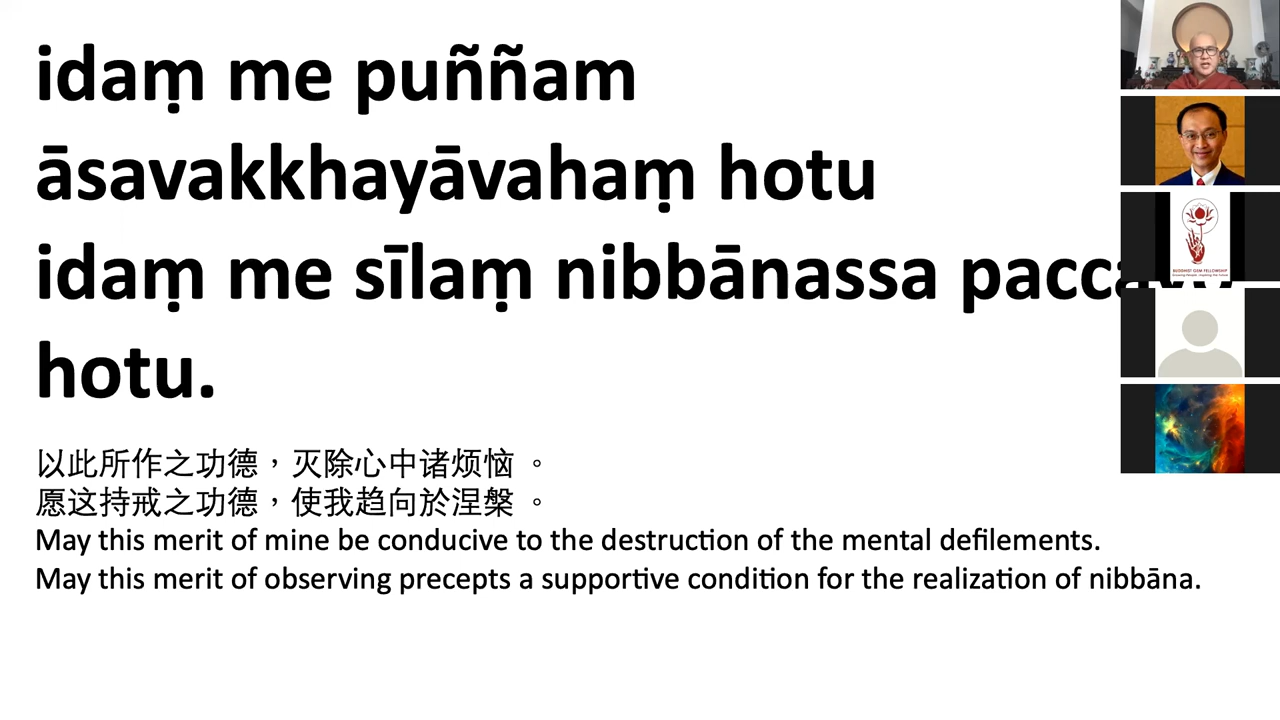 idaṃ me puññam
āsavakkhayāvahaṃ hotu
idaṃ me sīlaṃ nibbānassa
hotu.
以此所作之功德，灭除心中诸烦恼 。
愿这持戒之功德，使我趋向於涅槃 。
May this merit of mine be conducive to the destruction of the mental defilements.
May this merit of observing precepts a supportive condition for the realization of nibbāna.
BUDDHIST GEM FELLOWSHIP